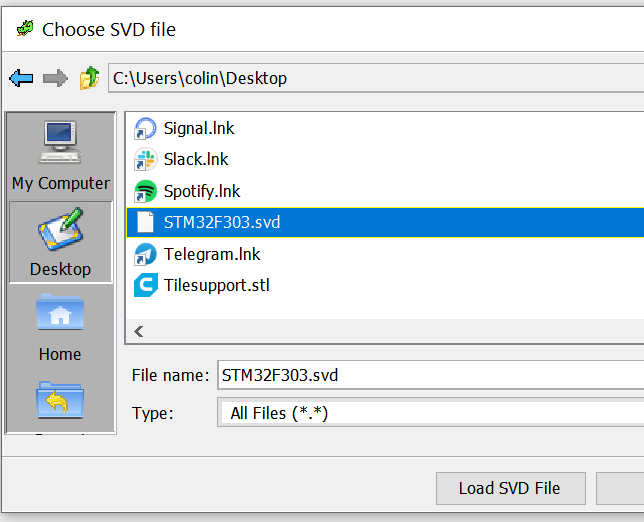 Choose SVD file
C:\Users\colin\Desktop
My Computer
Desktop
Home
Signal.lnk
Slack.lnk
Spotify.lnk
STM32F303.svd
Telegram.lnk
Tilesupport.stl
File name: STM32F303.svd
Type: All Files (*.*)
Load SVD File